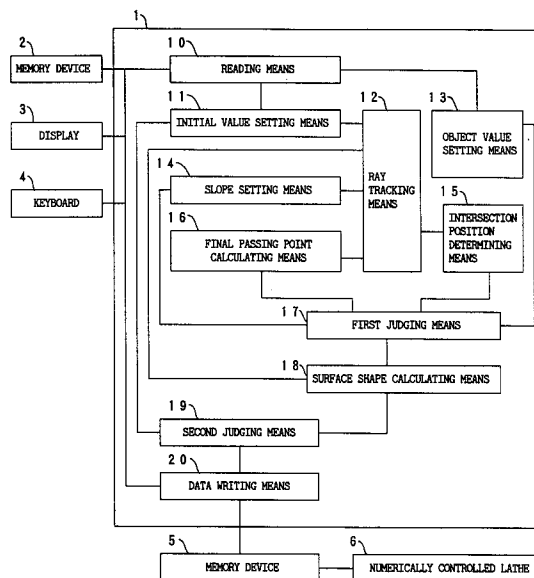 1
2
MEMORY DEVICE
3
DISPLAY
4
KEYBOARD
10
READING MEANS
11
INITIAL VALUE SETTING MEANS
12
RAY
TRACKING
MEANS
13
OBJECT VALUE
SETTING MEANS
14
SLOPE SETTING MEANS
15
INTERSECTION
POSITION
DETERMINING
MEANS
16
FINAL PASSING POINT
CALCULATING MEANS
17
FIRST JUDGING MEANS
18
SURFACE SHAPE CALCULATING MEANS
19
SECOND JUDGING MEANS
20
DATA WRITING MEANS
5
MEMORY DEVICE
6
NUMERICALLY CONTROLLED LATHE